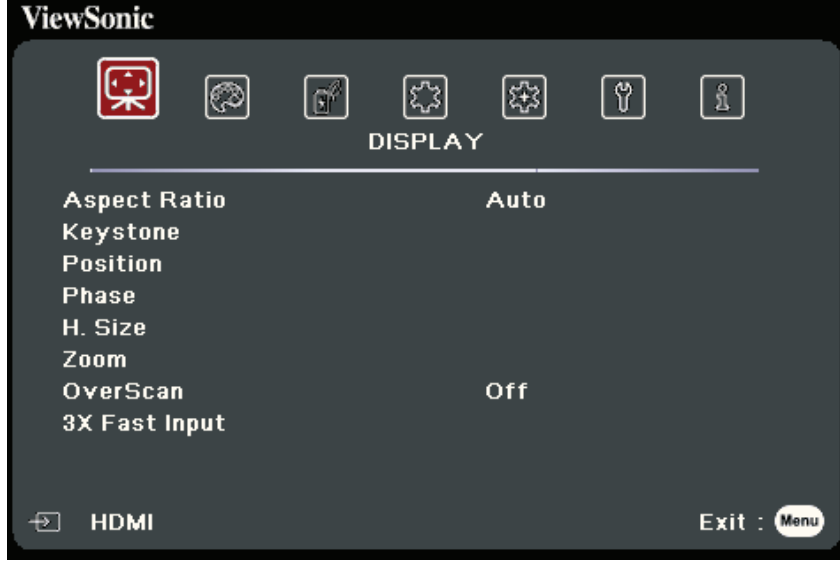 ViewSonic
DISPLAY
Aspect Ratio Auto
Keystone
Position
Phase
H. Size
Zoom
OverScan Off
3X Fast Input
HDMI Exit : Menu